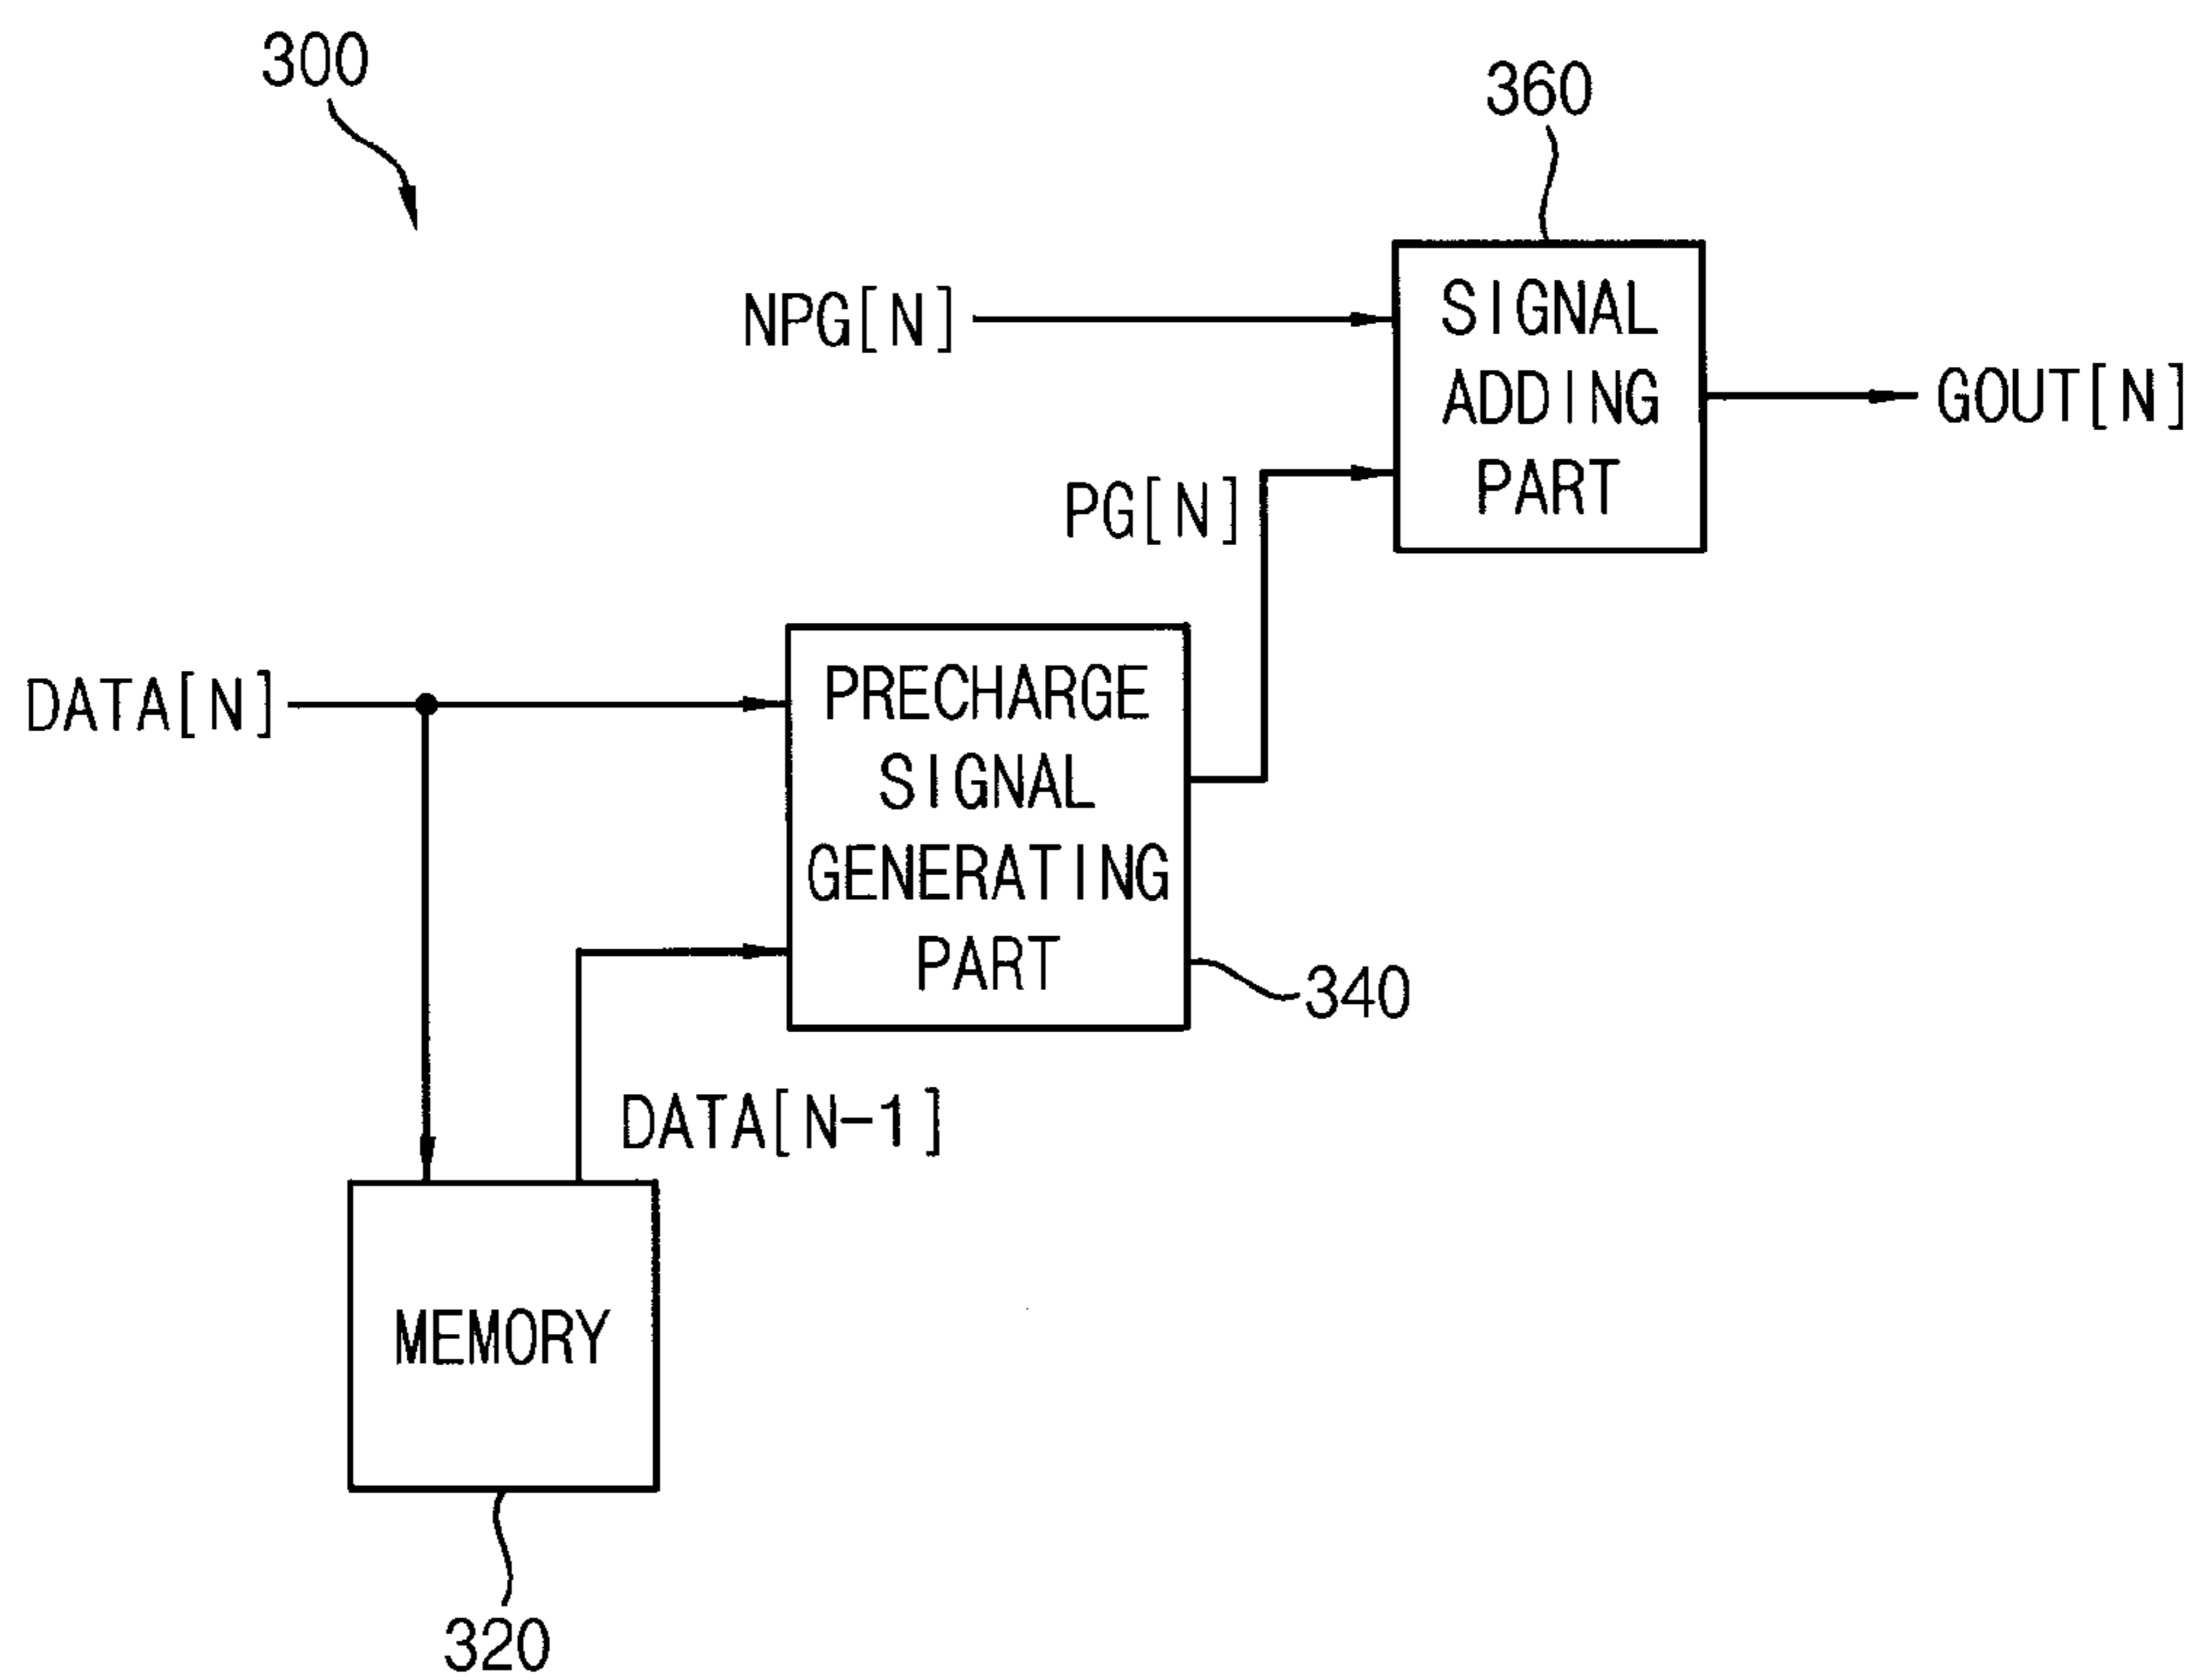 300
360
NPG[N]
SIGNAL
ADDING
PART
GOUT[N]
PG[N]
DATA[N]
PRECHARGE
SIGNAL
GENERATING
PART
340
DATA[N-1]
MEMORY
320